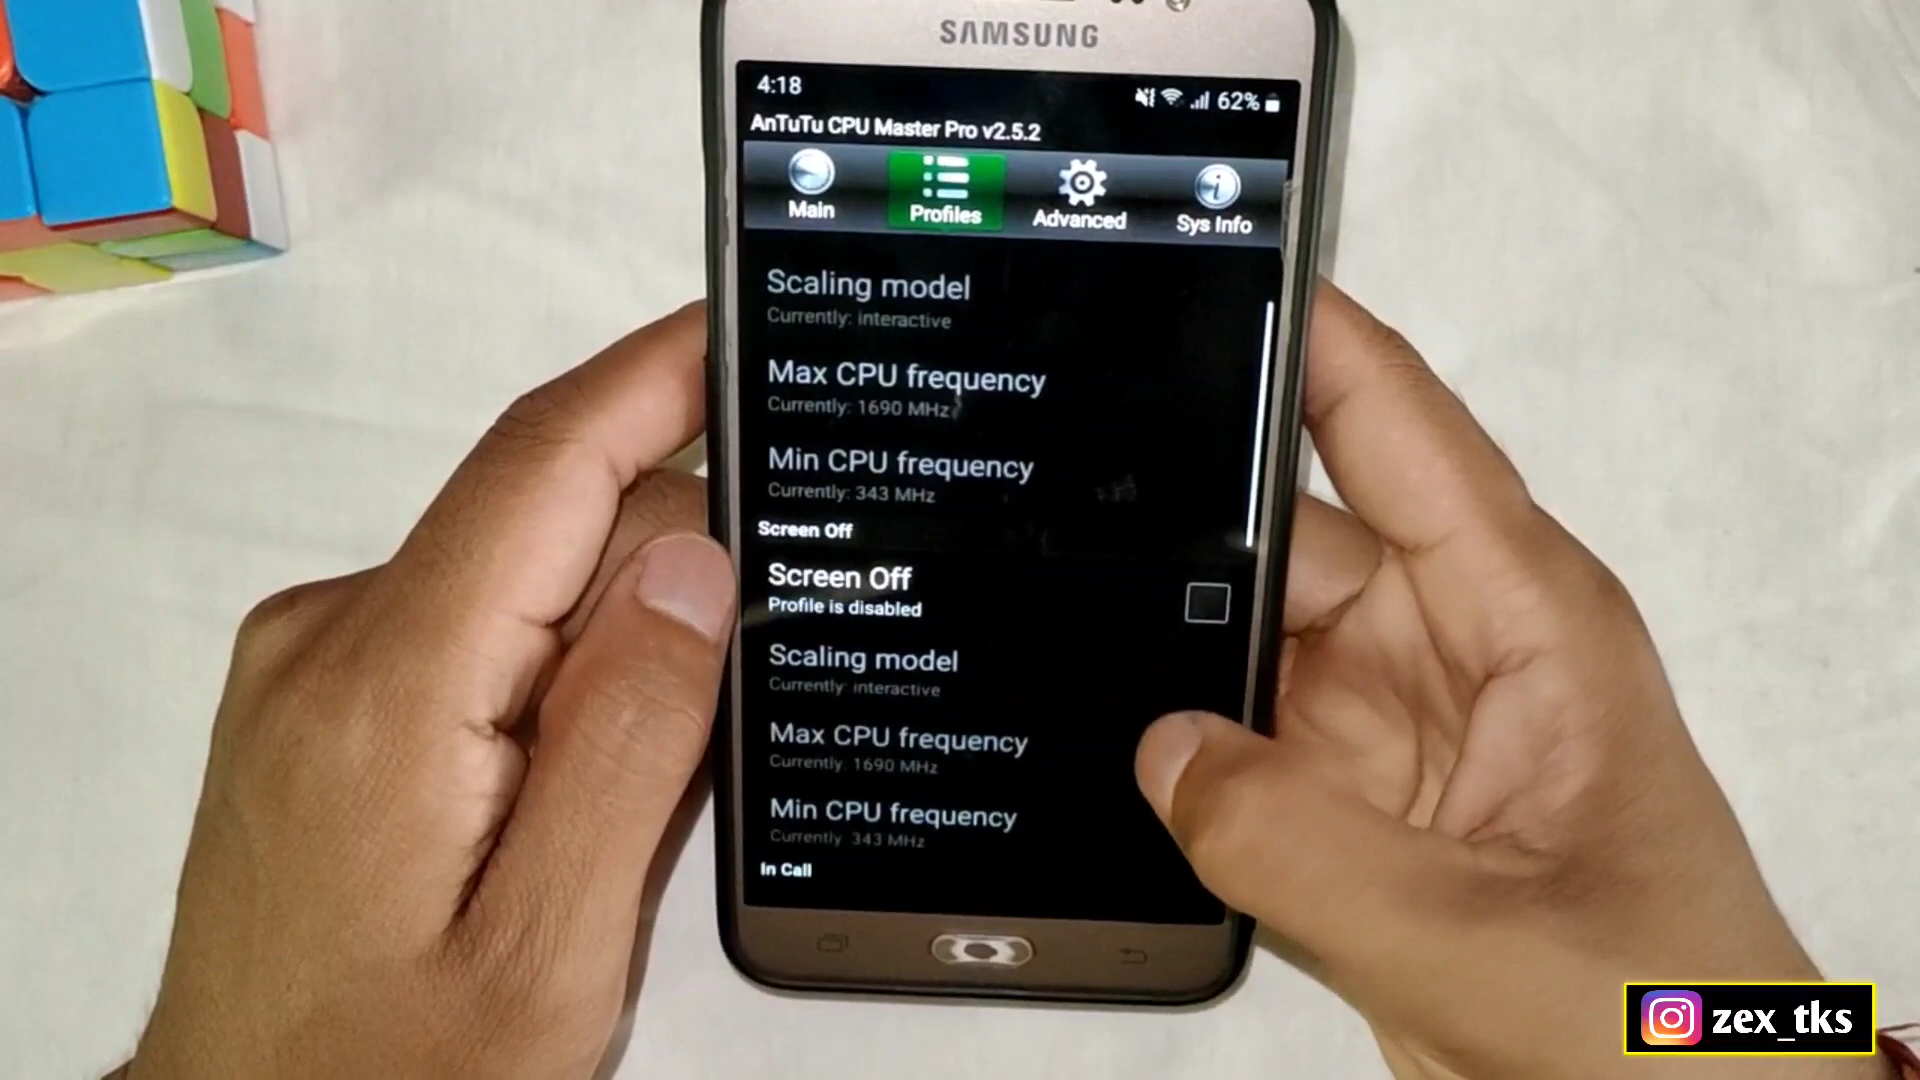 SAMSUNG
4:18
62%
AnTuTu CPU Master Pro v2.5.2
Main
Profiles
Advanced
Sys Info
Scaling model
Currently: interactive
Max CPU frequency
Currently: 1690 MHz
Min CPU frequency
Currently: 343 MHz
Screen Off
Screen Off
Profile is disabled
Scaling model
Currently: interactive
Max CPU frequency
Currently: 1690 MHz
Min CPU frequency
Currently: 343 MHz
In Call
zex_tks